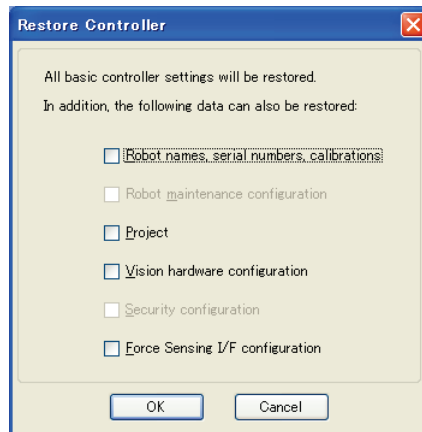 Restore Controller
All basic controller settings will be restored.
In addition, the following data can also be restored:
Robot names, serial numbers, calibrations
Robot maintenance configuration
Project
Vision hardware configuration
Security configuration
Force Sensing I/F configuration
OK Cancel